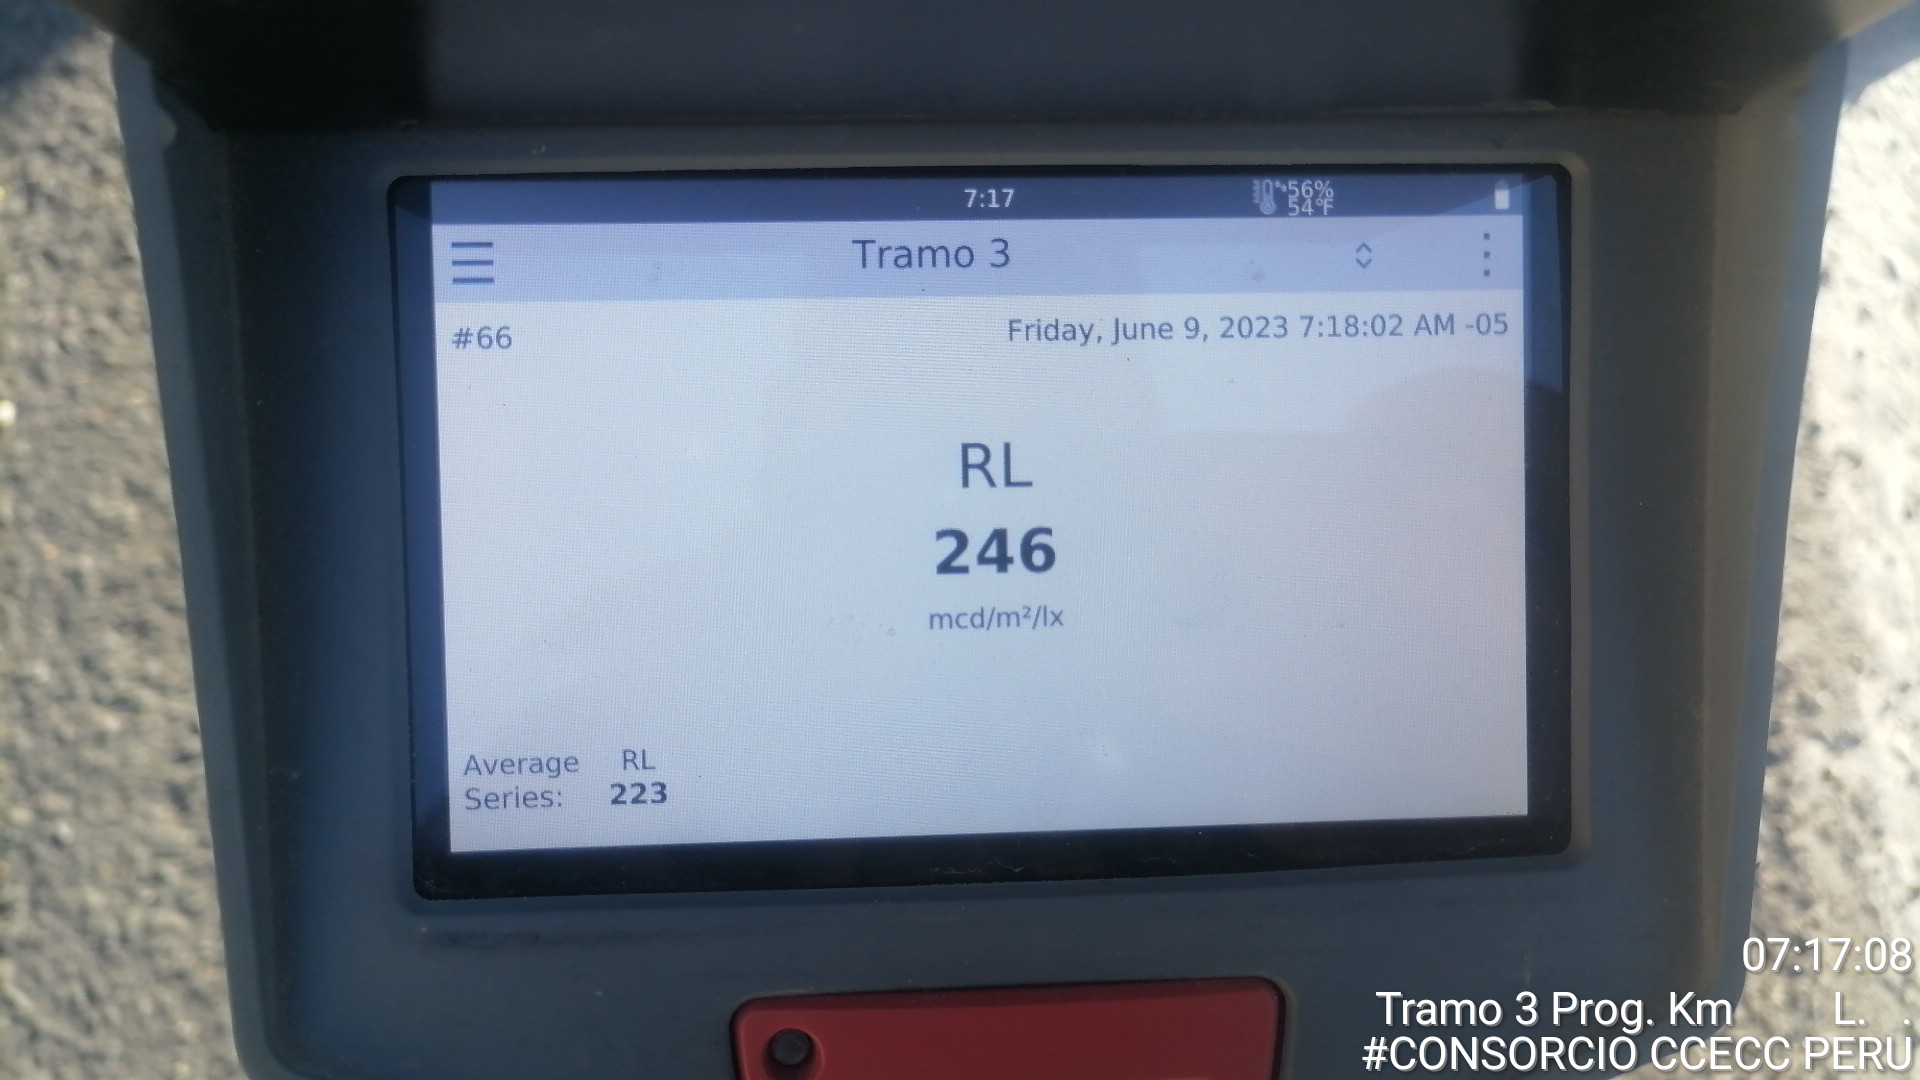 7:17
56%
54°F
Tramo 3
#66
Friday, June 9, 2023 7:18:02 AM -05
RL
246
mcd/m²/lx
Average RL
Series: 223
07:17:08
Tramo 3 Prog. Km L. .
#CONSORCIO CCECC PERU